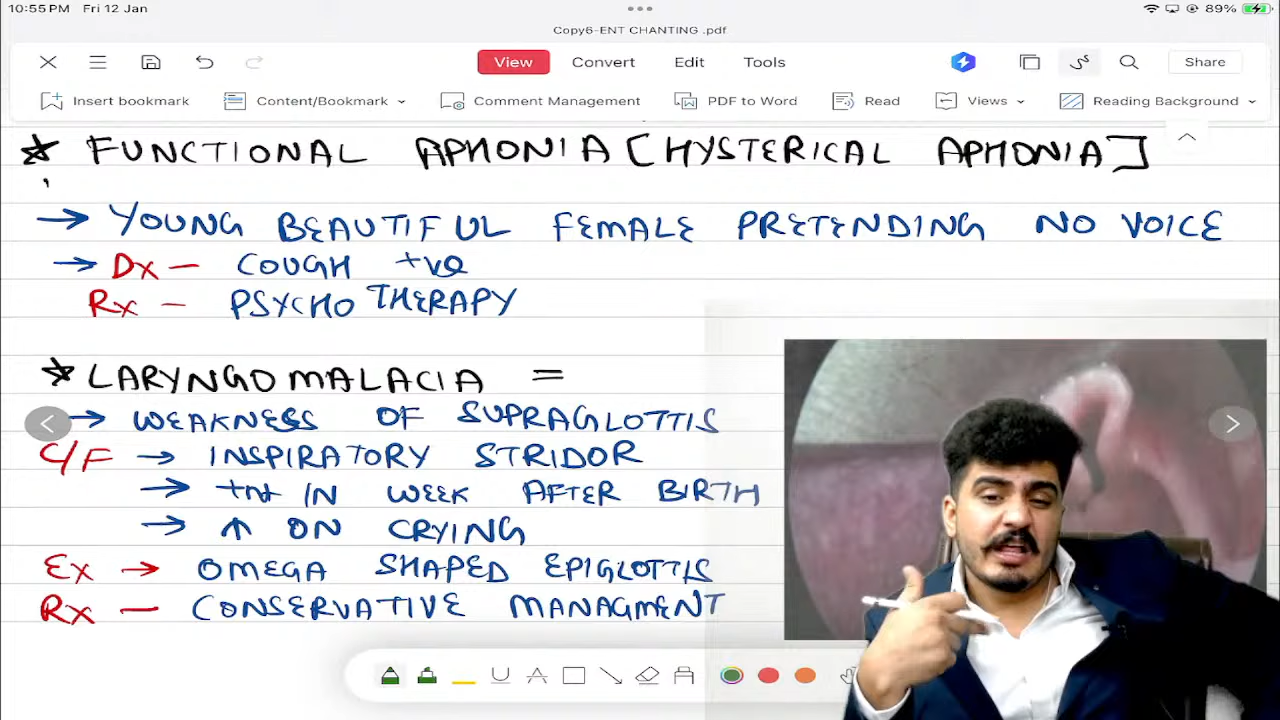 10:55 PM Fri 12 Jan
89%
Copy6-ENT CHANTING .pdf
View Convert Edit Tools Share
Insert bookmark Content/Bookmark Comment Management PDF to Word Read Views Reading Background
* FUNCTIONAL APHONIA [HYSTERICAL APHONIA]
→ YOUNG BEAUTIFUL FEMALE PRETENDING NO VOICE
→ Dx - COUGH +ve
Rx - PSYCHOTHERAPY
* LARYNGOMALACIA =
→ WEAKNESS OF SUPRAGLOTTIS
C/F → INSPIRATORY STRIDOR
→ +nt IN WEEK AFTER BIRTH
→ ↑ ON CRYING
Ex → OMEGA SHAPED EPIGLOTTIS
Rx - CONSERVATIVE MANAGMENT